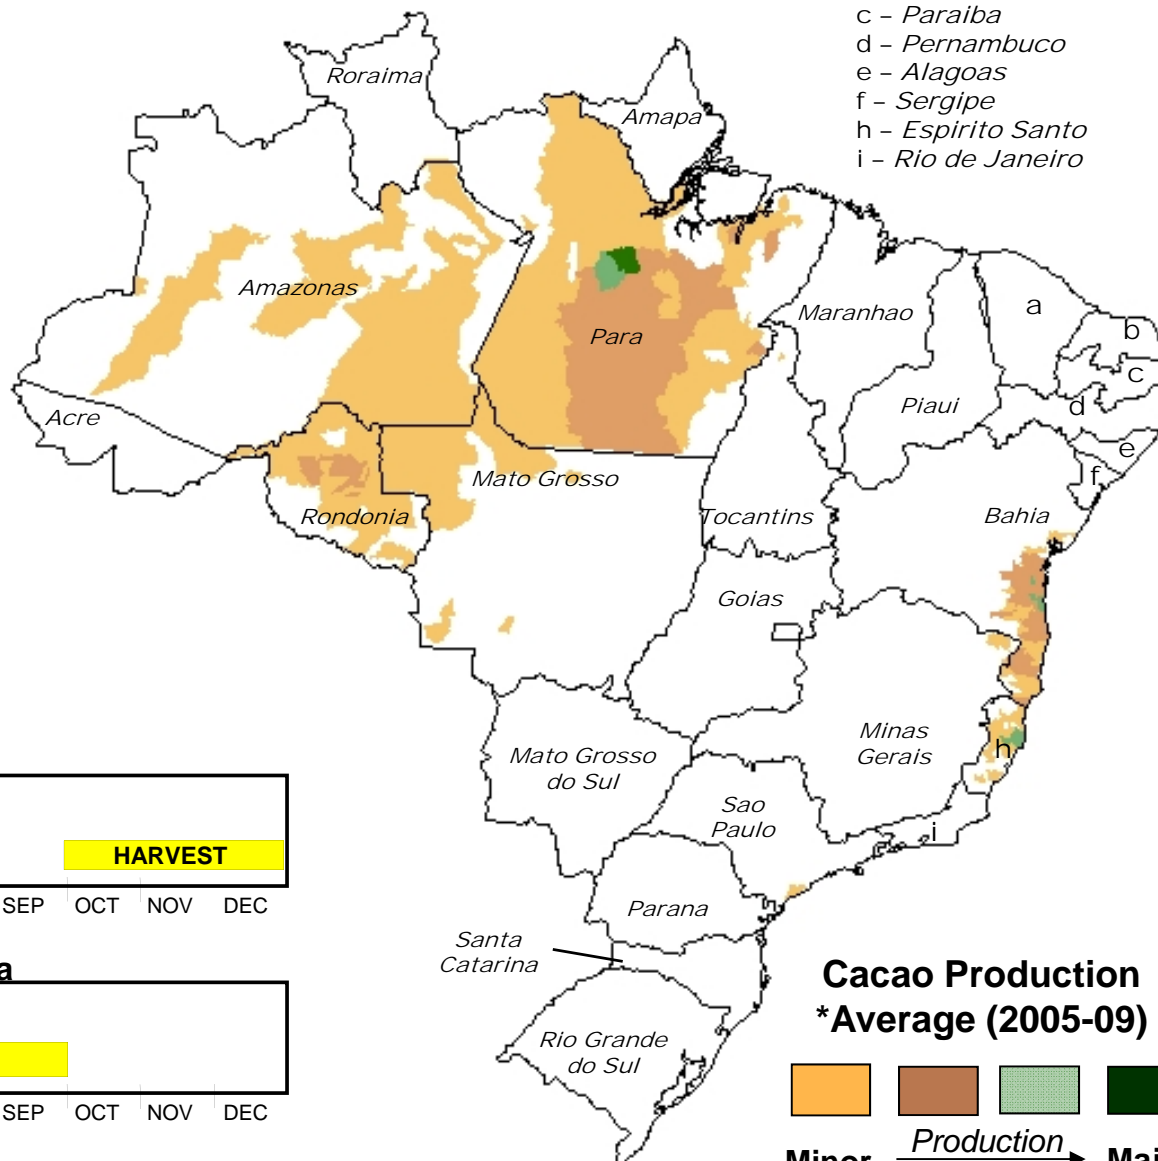 c – Paraiba
d – Pernambuco
e – Alagoas
f – Sergipe
h – Espirito Santo
i – Rio de Janeiro
Roraima
Amapa
Amazonas
Para
Maranhao
a
b
c
d
e
f
Piaui
Acre
Mato Grosso
Rondonia
Tocantins
Bahia
Goias
Minas
Gerais
h
Mato Grosso
do Sul
Sao
Paulo
i
Parana
Santa
Catarina
Rio Grande
do Sul
HARVEST
SEP OCT NOV DEC
a
SEP OCT NOV DEC
Cacao Production
*Average (2005-09)
Production
Minor